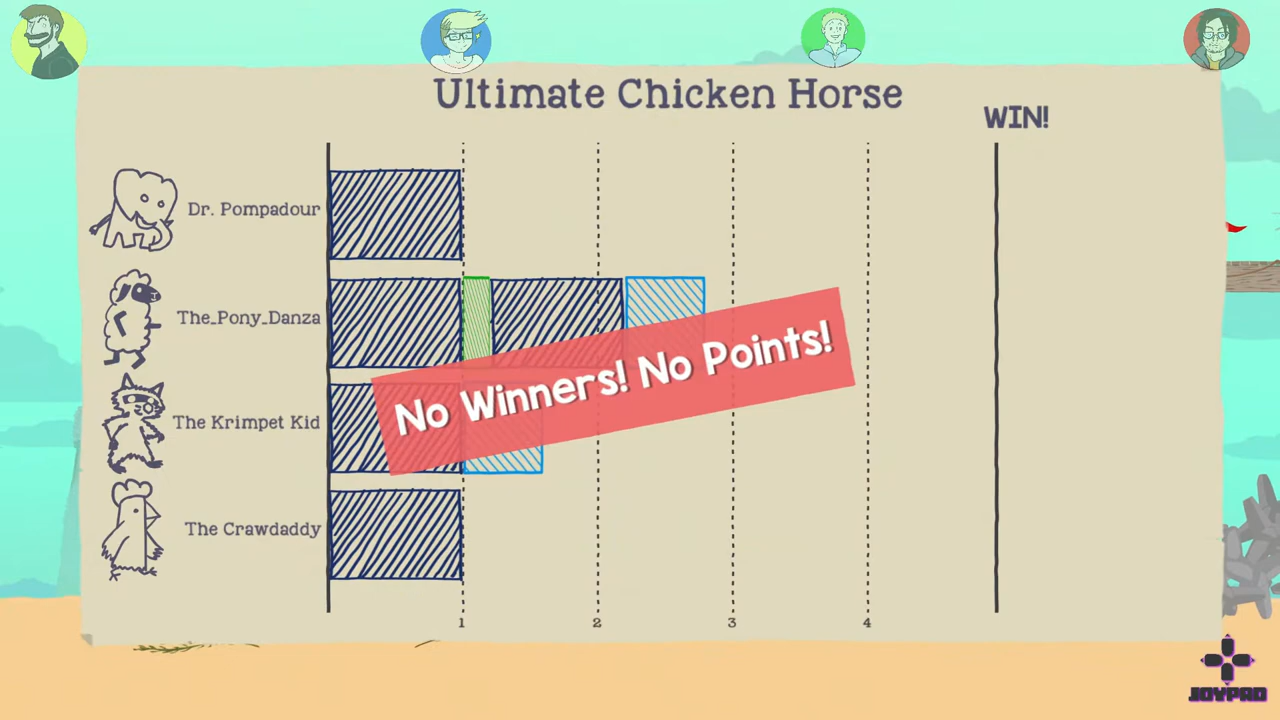 Ultimate Chicken Horse
WIN!
Dr. Pompadour
The_Pony_Danza
No Winners! No Points!
The Krimpet Kid
The Crawdaddy
1 2 3 4
JOYPAD